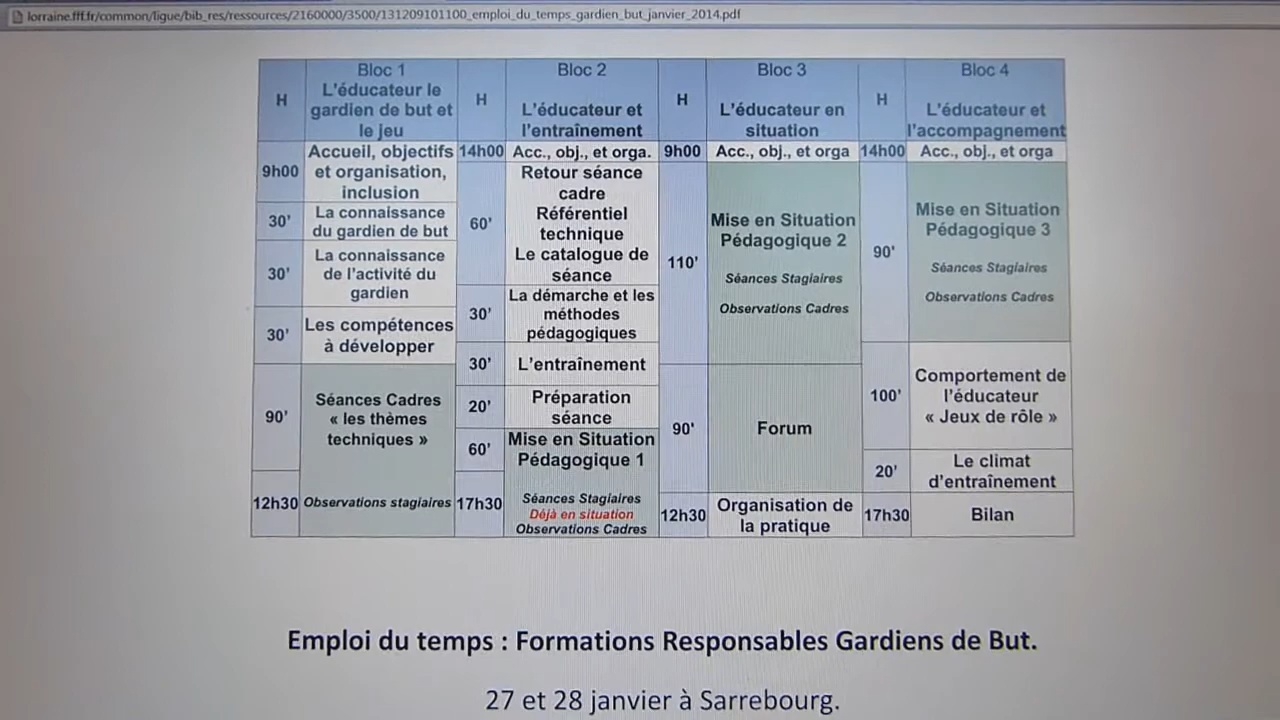 lorraine.fff.fr/common/ligue/bib_res/ressources/2160000/3500/131209101100_emploi_du_temps_gardien_but_janvier_2014.pdf
H
Bloc 1
L'éducateur le
gardien de but et
le jeu
H
Bloc 2
L'éducateur et
l'entraînement
H
Bloc 3
L'éducateur en
situation
H
Bloc 4
L'éducateur et
l'accompagnement
9h00
Accueil, objectifs
et organisation,
inclusion
30'
La connaissance
du gardien de but
30'
La connaissance
de l'activité du
gardien
30'
Les compétences
à développer
90'
Séances Cadres
« les thèmes
techniques »
12h30
Observations stagiaires
14h00
Acc., obj., et orga.
60'
Retour séance
cadre
Référentiel
technique
Le catalogue de
séance
30'
La démarche et les
méthodes
pédagogiques
30'
L'entraînement
20'
Préparation
séance
60'
Mise en Situation
Pédagogique 1
17h30
Séances Stagiaires
Déjà en situation
Observations Cadres
9h00
Acc., obj., et orga
110'
Mise en Situation
Pédagogique 2
Séances Stagiaires
Observations Cadres
90'
Forum
12h30
Organisation de
la pratique
14h00
Acc., obj., et orga
90'
Mise en Situation
Pédagogique 3
Séances Stagiaires
Observations Cadres
100'
Comportement de
l'éducateur
« Jeux de rôle »
20'
Le climat
d'entraînement
17h30
Bilan
Emploi du temps : Formations Responsables Gardiens de But.
27 et 28 janvier à Sarrebourg.